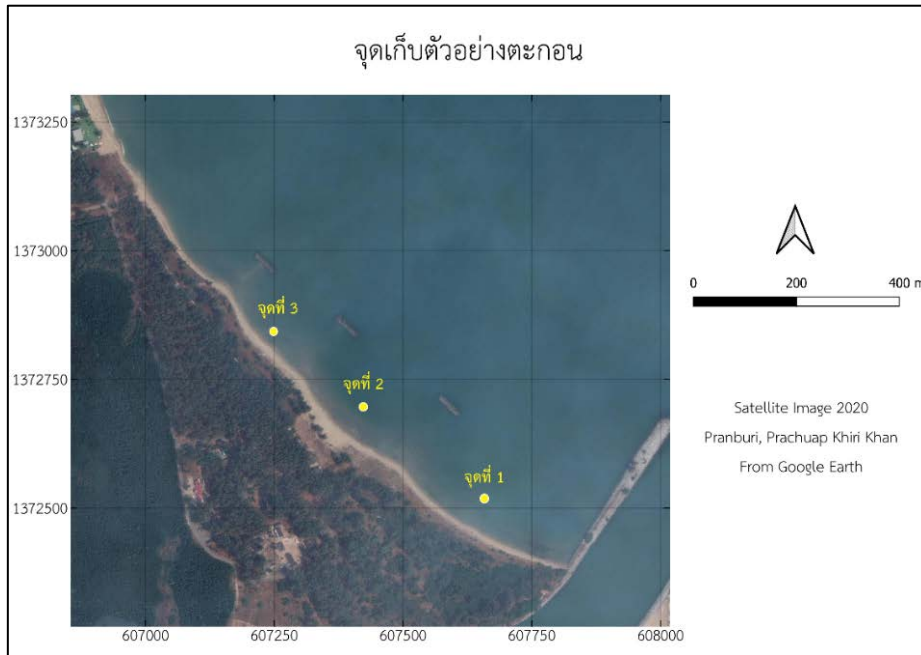 จุดเก็บตัวอย่างตะกอน
1373250
1373000
1372750
1372500
607000
607250
607500
607750
608000
จุดที่ 3
จุดที่ 2
จุดที่ 1
0
200
400 m
Satellite Image 2020
Pranburi, Prachuap Khiri Khan
From Google Earth